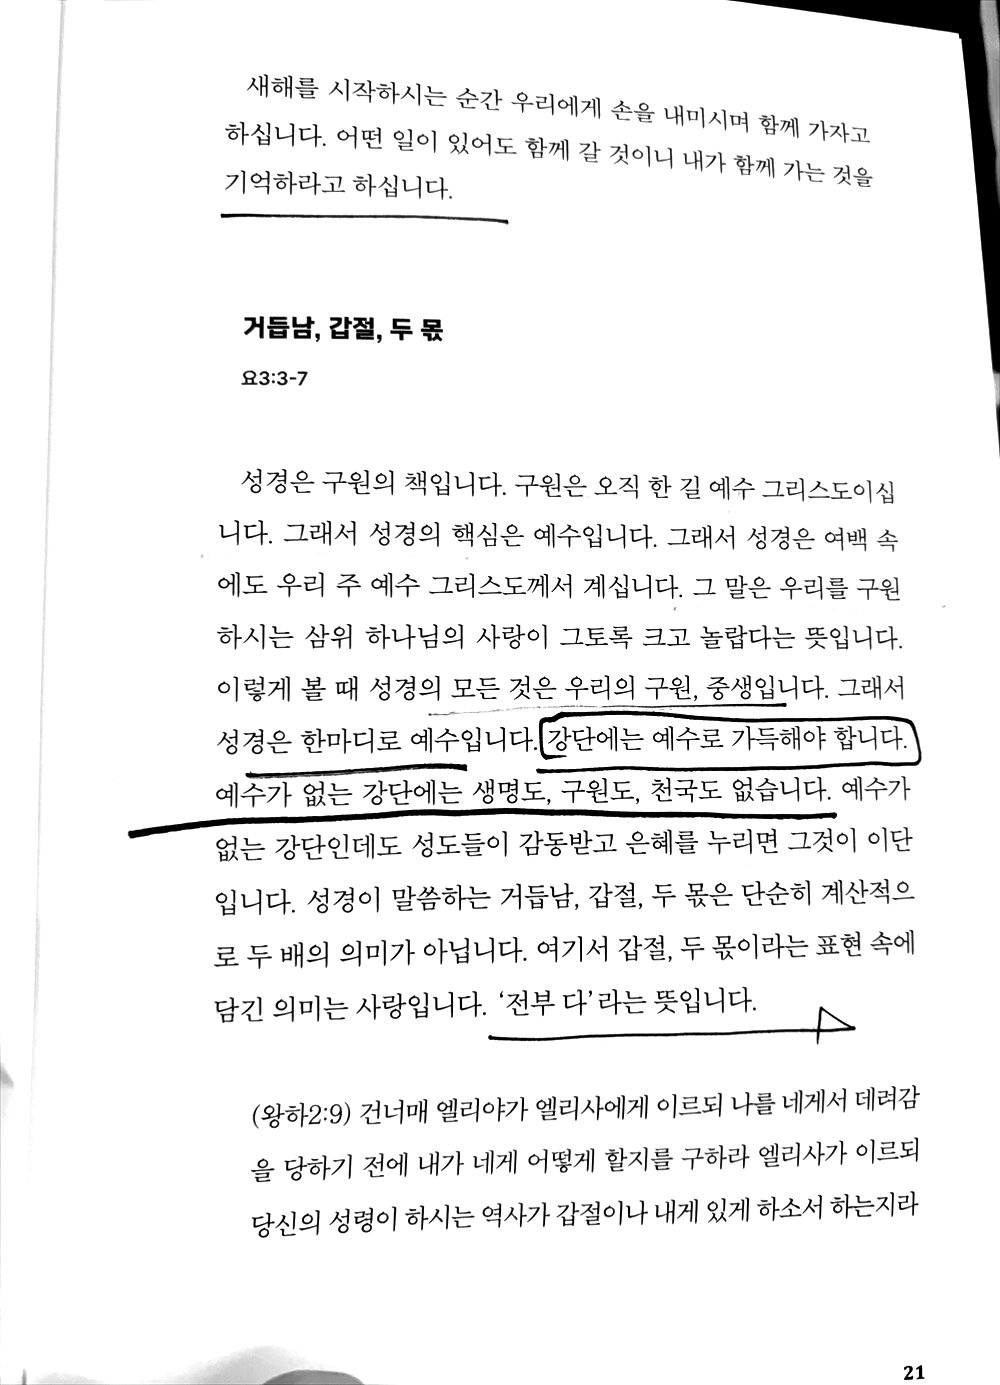 새해를 시작하시는 순간 우리에게 손을 내미시며 함께 가자고
하십니다. 어떤 일이 있어도 함께 갈 것이니 내가 함께 가는 것을
기억하라고 하십니다.
거듭남, 갑절, 두 몫
요3:3-7
성경은 구원의 책입니다. 구원은 오직 한 길 예수 그리스도이십
니다. 그래서 성경의 핵심은 예수입니다. 그래서 성경은 여백 속
에도 우리 주 예수 그리스도께서 계십니다. 그 말은 우리를 구원
하시는 삼위 하나님의 사랑이 그토록 크고 놀랍다는 뜻입니다.
이렇게 볼 때 성경의 모든 것은 우리의 구원, 중생입니다. 그래서
성경은 한마디로 예수입니다. 강단에는 예수로 가득해야 합니다.
예수가 없는 강단에는 생명도, 구원도, 천국도 없습니다. 예수가
없는 강단인데도 성도들이 감동받고 은혜를 누리면 그것이 이단
입니다. 성경이 말씀하는 거듭남, 갑절, 두 몫은 단순히 계산적으
로 두 배의 의미가 아닙니다. 여기서 갑절, 두 몫이라는 표현 속에
담긴 의미는 사랑입니다. ‘전부 다’라는 뜻입니다.
(왕하2:9) 건너매 엘리야가 엘리사에게 이르되 나를 네게서 데려감
을 당하기 전에 내가 네게 어떻게 할지를 구하라 엘리사가 이르되
당신의 성령이 하시는 역사가 갑절이나 내게 있게 하소서 하는지라
21